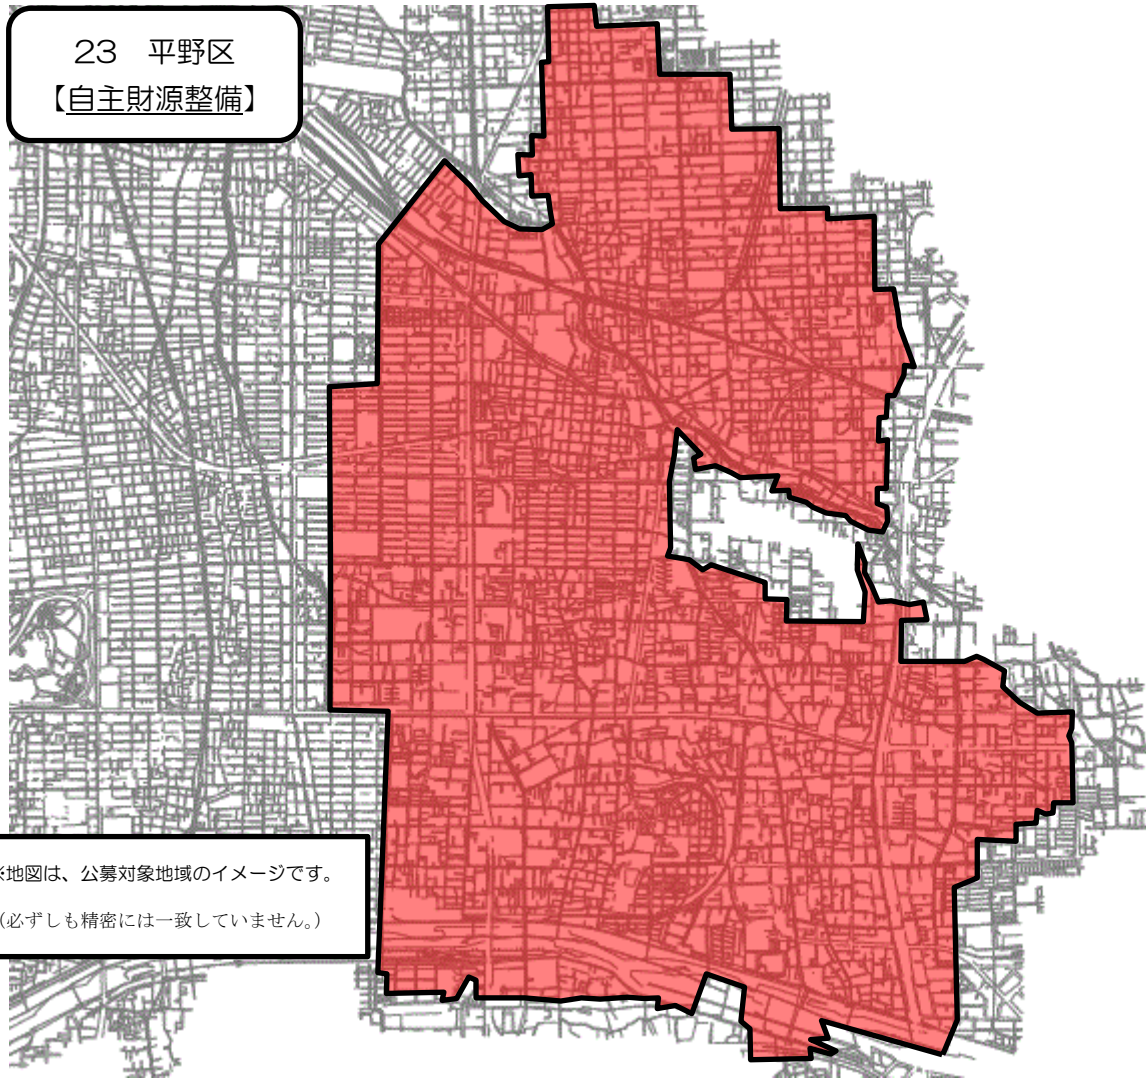 23　平野区
【自主財源整備】
※地図は、公募対象地域のイメージです。
（必ずしも精密には一致していません。）